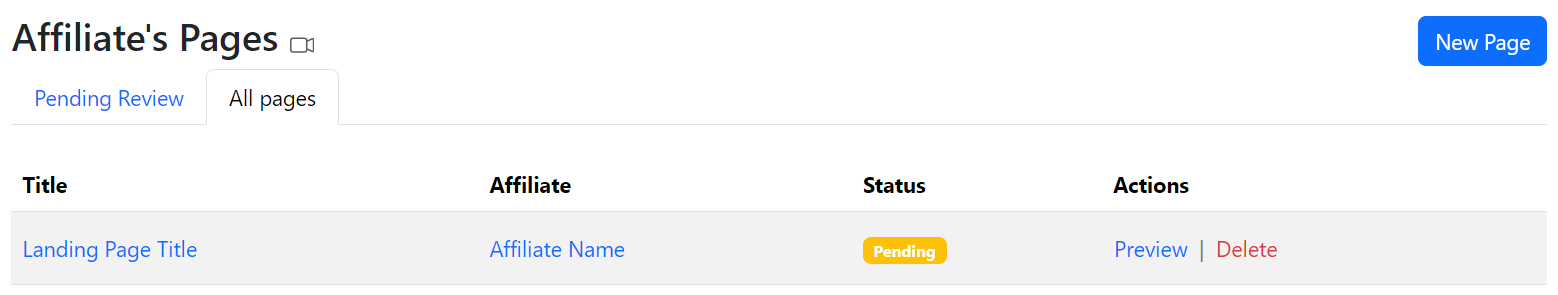 Affiliate's Pages
New Page
Pending Review All pages
Title Affiliate Status Actions
Landing Page Title Affiliate Name Pending Preview | Delete